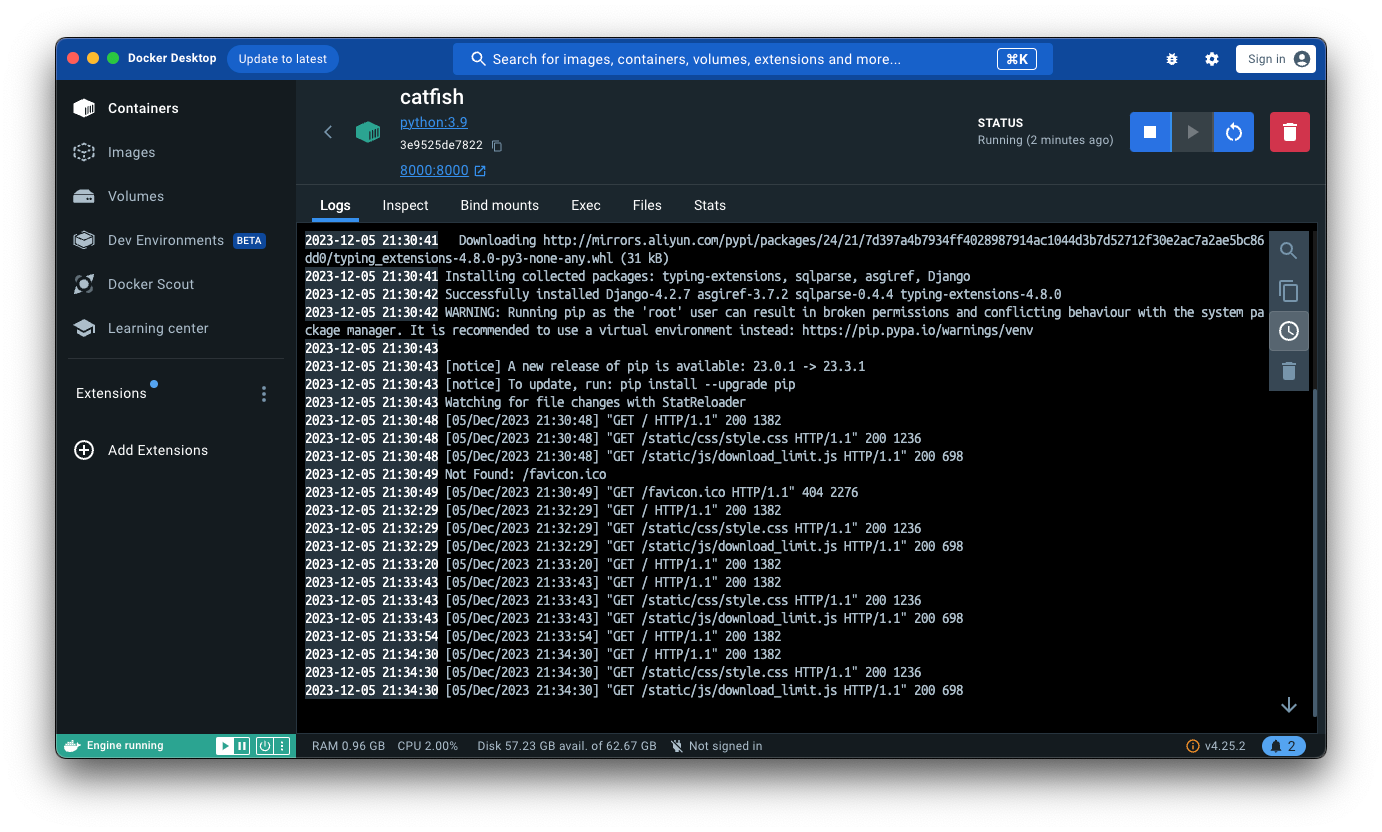 Docker Desktop
Update to latest
Search for images, containers, volumes, extensions and more...
⌘K
Sign in
Containers
Images
Volumes
Dev Environments BETA
Docker Scout
Learning center
Extensions
Add Extensions
catfish
python:3.9
3e9525de7822
8000:8000
STATUS
Running (2 minutes ago)
Logs Inspect Bind mounts Exec Files Stats
2023-12-05 21:30:41 Downloading http://mirrors.aliyun.com/pypi/packages/24/21/7d397a4b7934ff4028987914ac1044d3b7d52712f30e2ac7a2ae5bc86
dd0/typing_extensions-4.8.0-py3-none-any.whl (31 kB)
2023-12-05 21:30:41 Installing collected packages: typing-extensions, sqlparse, asgiref, Django
2023-12-05 21:30:42 Successfully installed Django-4.2.7 asgiref-3.7.2 sqlparse-0.4.4 typing-extensions-4.8.0
2023-12-05 21:30:42 WARNING: Running pip as the 'root' user can result in broken permissions and conflicting behaviour with the system pa
ckage manager. It is recommended to use a virtual environment instead: https://pip.pypa.io/warnings/venv
2023-12-05 21:30:43
2023-12-05 21:30:43 [notice] A new release of pip is available: 23.0.1 -> 23.3.1
2023-12-05 21:30:43 [notice] To update, run: pip install --upgrade pip
2023-12-05 21:30:43 Watching for file changes with StatReloader
2023-12-05 21:30:48 [05/Dec/2023 21:30:48] "GET / HTTP/1.1" 200 1382
2023-12-05 21:30:48 [05/Dec/2023 21:30:48] "GET /static/css/style.css HTTP/1.1" 200 1236
2023-12-05 21:30:48 [05/Dec/2023 21:30:48] "GET /static/js/download_limit.js HTTP/1.1" 200 698
2023-12-05 21:30:49 Not Found: /favicon.ico
2023-12-05 21:30:49 [05/Dec/2023 21:30:49] "GET /favicon.ico HTTP/1.1" 404 2276
2023-12-05 21:32:29 [05/Dec/2023 21:32:29] "GET / HTTP/1.1" 200 1382
2023-12-05 21:32:29 [05/Dec/2023 21:32:29] "GET /static/css/style.css HTTP/1.1" 200 1236
2023-12-05 21:32:29 [05/Dec/2023 21:32:29] "GET /static/js/download_limit.js HTTP/1.1" 200 698
2023-12-05 21:33:20 [05/Dec/2023 21:33:20] "GET / HTTP/1.1" 200 1382
2023-12-05 21:33:43 [05/Dec/2023 21:33:43] "GET / HTTP/1.1" 200 1382
2023-12-05 21:33:43 [05/Dec/2023 21:33:43] "GET /static/css/style.css HTTP/1.1" 200 1236
2023-12-05 21:33:43 [05/Dec/2023 21:33:43] "GET /static/js/download_limit.js HTTP/1.1" 200 698
2023-12-05 21:33:54 [05/Dec/2023 21:33:54] "GET / HTTP/1.1" 200 1382
2023-12-05 21:34:30 [05/Dec/2023 21:34:30] "GET / HTTP/1.1" 200 1382
2023-12-05 21:34:30 [05/Dec/2023 21:34:30] "GET /static/css/style.css HTTP/1.1" 200 1236
2023-12-05 21:34:30 [05/Dec/2023 21:34:30] "GET /static/js/download_limit.js HTTP/1.1" 200 698
Engine running
RAM 0.96 GB CPU 2.00% Disk 57.23 GB avail. of 62.67 GB Not signed in
v4.25.2
2